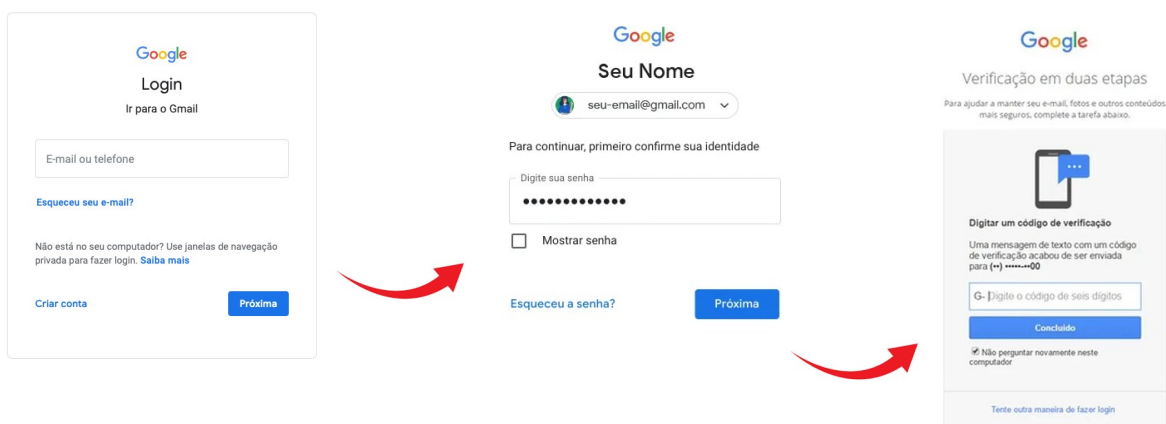 Google
Login
Ir para o Gmail
E-mail ou telefone
Esqueceu seu e-mail?
Não está no seu computador? Use janelas de navegação
privada para fazer login. Saiba mais
Criar conta
Próxima
Google
Seu Nome
seu-email@gmail.com
Para continuar, primeiro confirme sua identidade
Digite sua senha
•••••••••••••
Mostrar senha
Esqueceu a senha?
Próxima
Google
Verificação em duas etapas
Para ajudar a manter seu e-mail, fotos e outros conteúdos
mais seguros, complete a tarefa abaixo.
Digitar um código de verificação
Uma mensagem de texto com um código
de verificação acabou de ser enviada
para (••) •••••-••00
G- Digite o código de seis dígitos
Concluído
Não perguntar novamente neste
computador
Tente outra maneira de fazer login